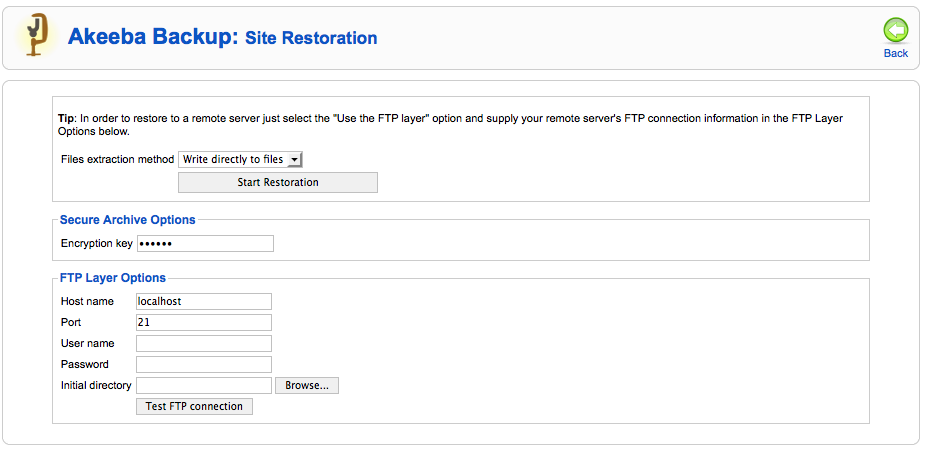 Akeeba Backup: Site Restoration
Back
Tip: In order to restore to a remote server just select the "Use the FTP layer" option and supply your remote server's FTP connection information in the FTP Layer
Options below.
Files extraction method Write directly to files
Start Restoration
Secure Archive Options
Encryption key ••••••
FTP Layer Options
Host name localhost
Port 21
User name
Password
Initial directory Browse...
Test FTP connection